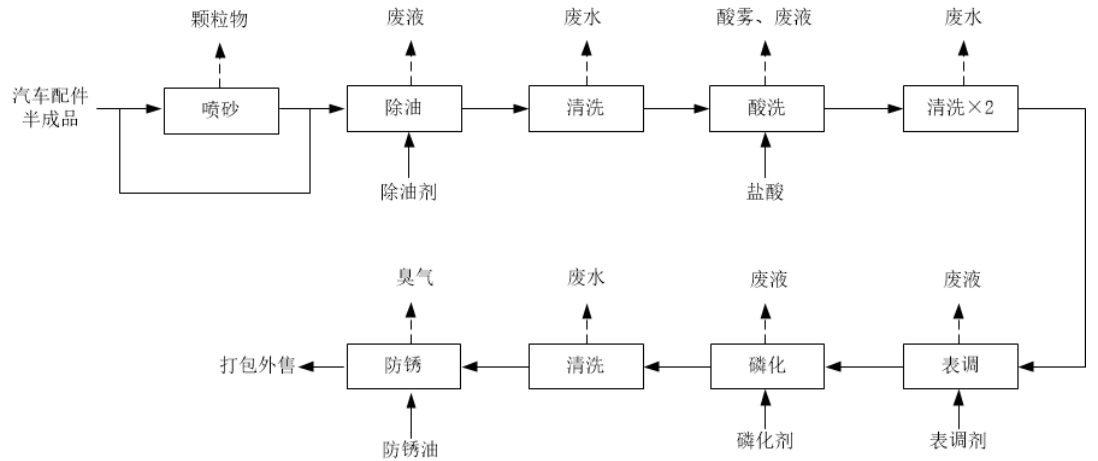 颗粒物
废液
废水
酸雾、废液
废水
汽车配件
半成品
喷砂
除油
清洗
酸洗
清洗×2
除油剂
盐酸
臭气
废水
废液
废液
打包外售
防锈
清洗
磷化
表调
防锈油
磷化剂
表调剂